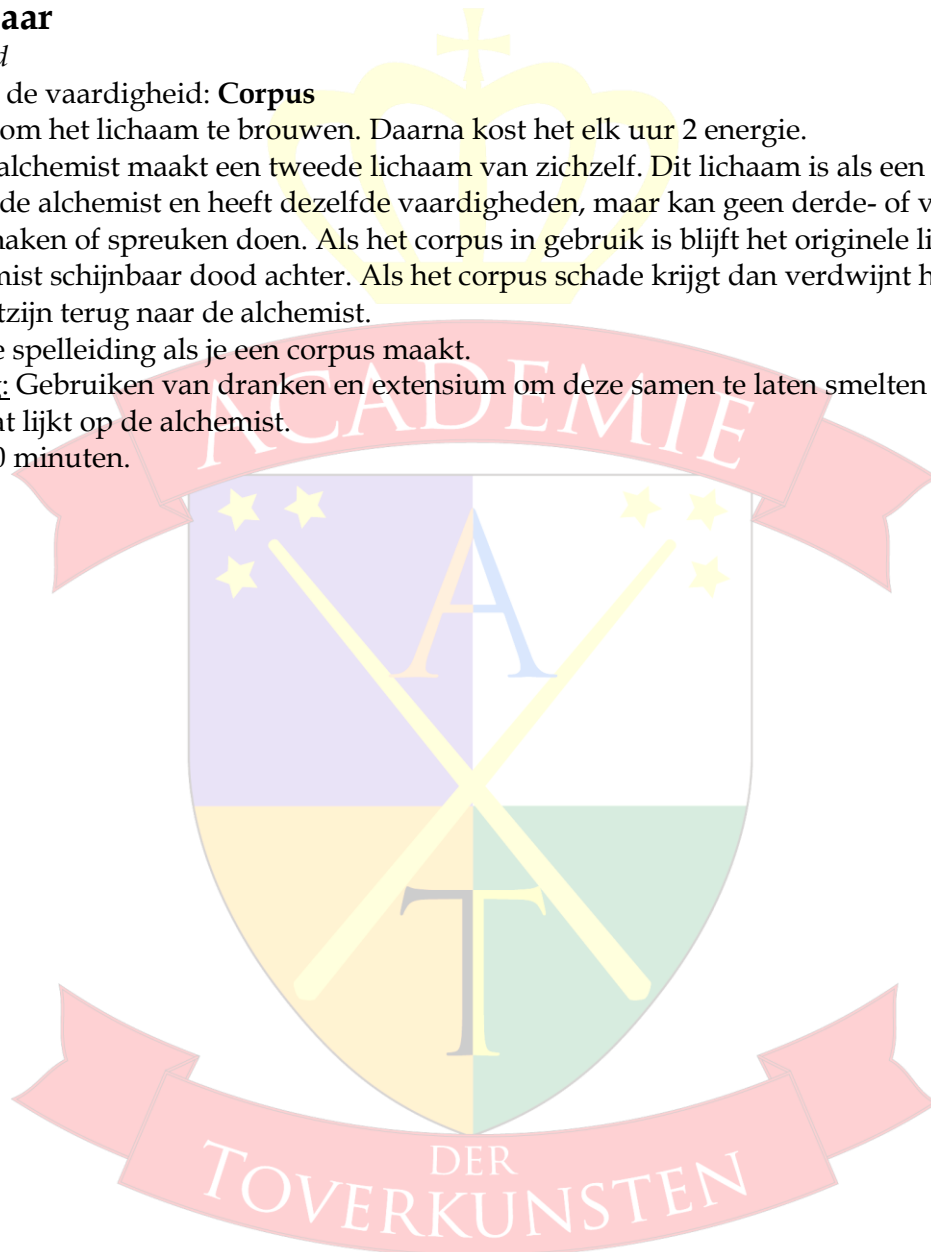 aar
d
de vaardigheid: Corpus
om het lichaam te brouwen. Daarna kost het elk uur 2 energie.
alchemist maakt een tweede lichaam van zichzelf. Dit lichaam is als een
de alchemist en heeft dezelfde vaardigheden, maar kan geen derde- of v
aken of spreuken doen. Als het corpus in gebruik is blijft het originele li
mist schijnbaar dood achter. Als het corpus schade krijgt dan verdwijnt h
tzijn terug naar de alchemist.
e spelleiding als je een corpus maakt.
: Gebruiken van dranken en extensium om deze samen te laten smelten
at lijkt op de alchemist.
0 minuten.
ACADEMIE
A
T
DER
TOVERKUNSTEN